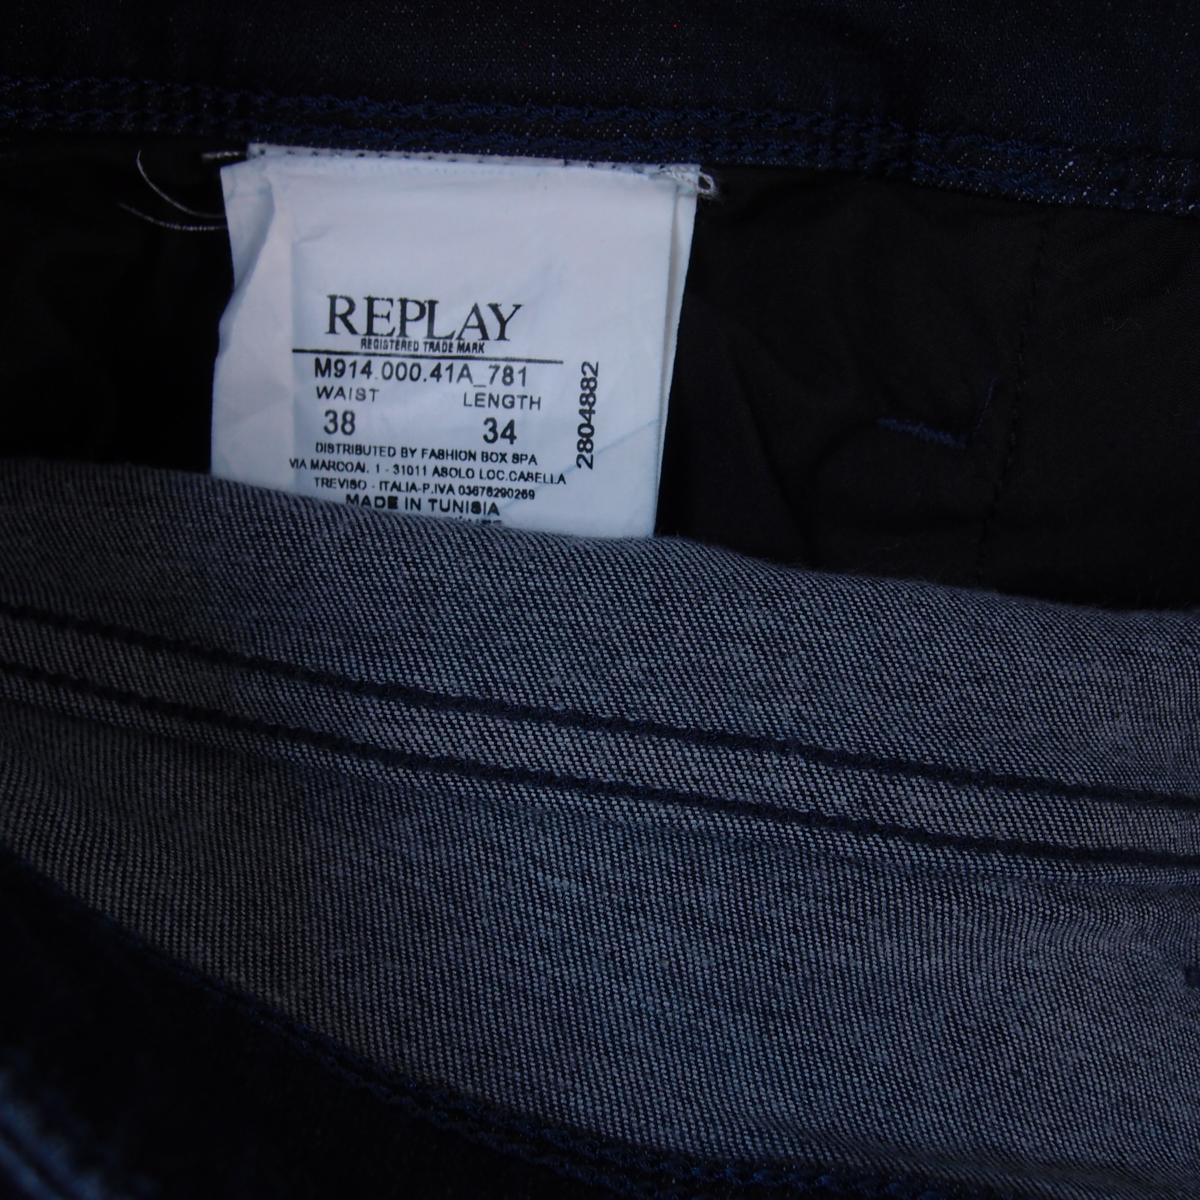 REPLAY
REGISTERED TRADE MARK
M914.000.41A_781
WAIST LENGTH
38 34
DISTRIBUTED BY FASHION BOX SPA
VIA MARCOAI, 1 - 31011 ASOLO LOC.CASELLA
TREVISO - ITALIA-P.IVA 03678290269
MADE IN TUNISIA
2804882